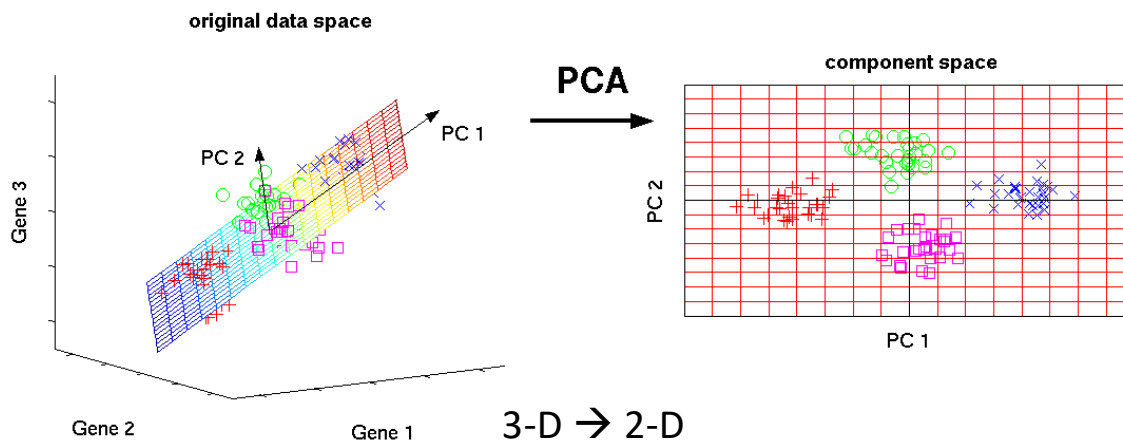 original data space
PC 1
PC 2
Gene 3
Gene 2
Gene 1
PCA
component space
PC 2
PC 1
3-D → 2-D